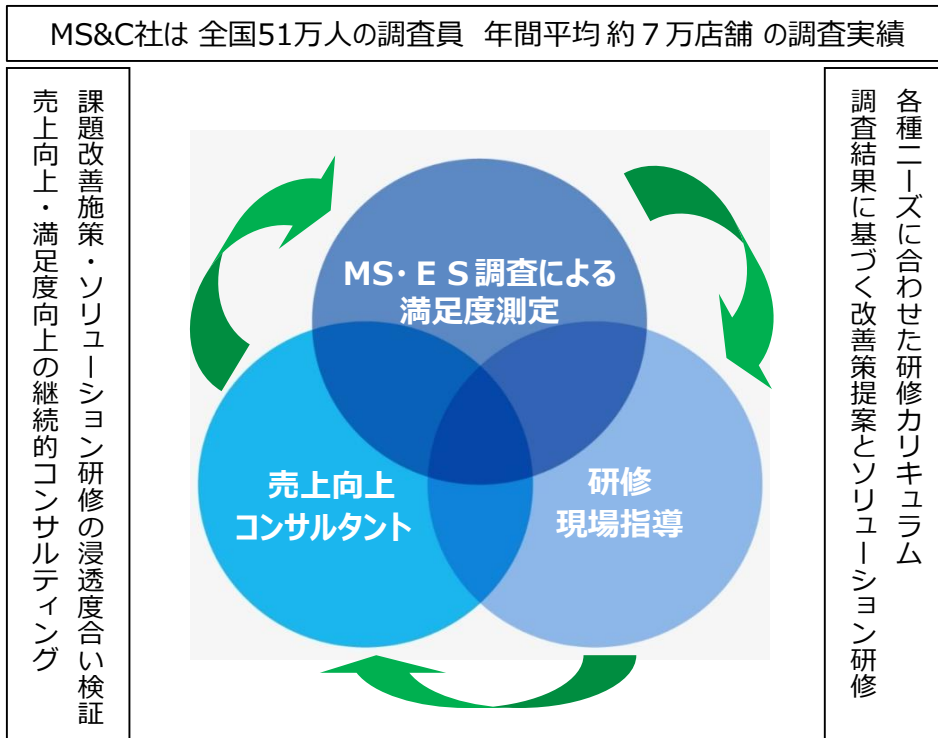 MS&C社は 全国51万人の調査員 年間平均 約７万店舗 の調査実績
各種ニーズに合わせた研修カリキュラム
調査結果に基づく改善策提案とソリューション研修
課題改善施策・ソリューション研修の浸透度合い検証
売上向上・満足度向上の継続的コンサルティング
MS・ＥＳ調査による
満足度測定
売上向上
コンサルタント
研修
現場指導